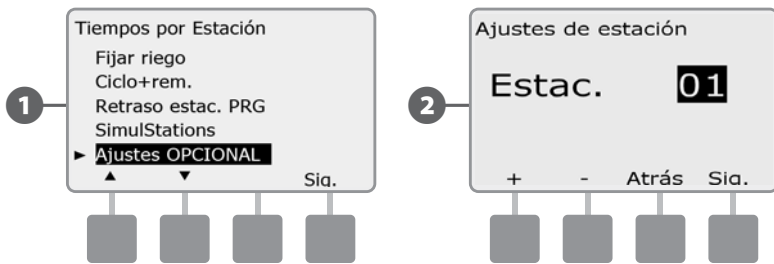 1
Tiempos por Estación
Fijar riego
Ciclo+rem.
Retraso estac. PRG
SimulStations
► Ajustes OPCIONAL
▲ ▼ Sig.
2
Ajustes de estación
Estac. 01
+ - Atrás Sig.